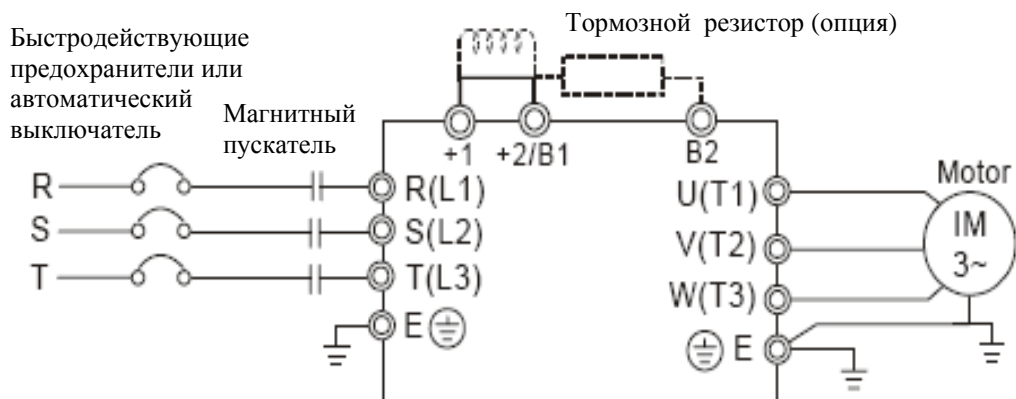 Тормозной резистор (опция)
Быстродействующие
предохранители или
автоматический
выключатель
Магнитный
пускатель
+1 +2/B1 B2
Motor
R R(L1) U(T1)
S S(L2) V(T2) IM
T T(L3) W(T3) 3~
E E